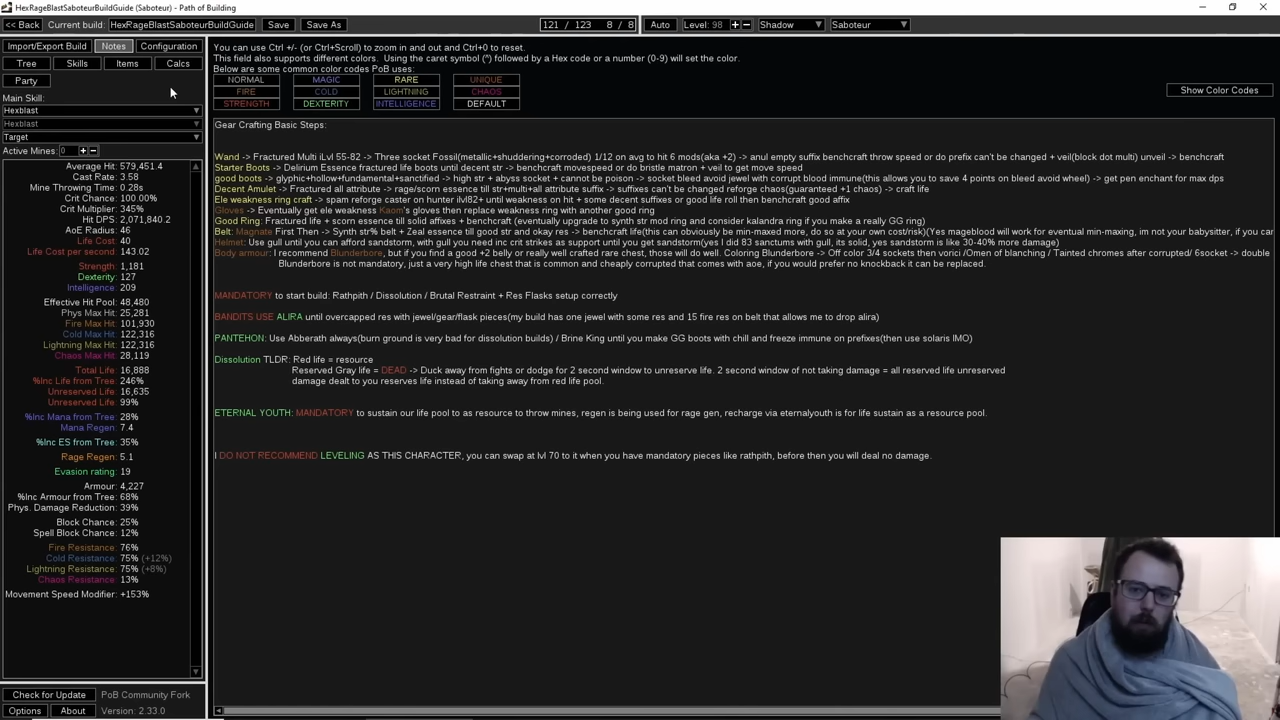 HexRageBlastSaboteurBuildGuide (Saboteur) - Path of Building
<< Back Current build: HexRageBlastSaboteurBuildGuide Save Save As 121 / 123 8 / 8 Auto Level: 98 Shadow Saboteur
Import/Export Build Notes Configuration
Tree Skills Items Calcs
Party
Main Skill:
Hexblast
Hexblast
Target
Active Mines: 0
Average Hit: 579,451.4
Cast Rate: 3.58
Mine Throwing Time: 0.28s
Crit Chance: 100.00%
Crit Multiplier: 345%
Hit DPS: 2,071,840.2
AoE Radius: 46
Life Cost: 40
Life Cost per second: 143.02
Strength: 1,181
Dexterity: 127
Intelligence: 209
Effective Hit Pool: 48,480
Phys Max Hit: 25,281
Fire Max Hit: 101,930
Cold Max Hit: 122,316
Lightning Max Hit: 122,316
Chaos Max Hit: 28,119
Total Life: 16,888
%Inc Life from Tree: 246%
Unreserved Life: 16,635
Unreserved Life: 99%
%Inc Mana from Tree: 28%
Mana Regen: 7.4
%Inc ES from Tree: 35%
Rage Regen: 5.1
Evasion rating: 19
Armour: 4,227
%Inc Armour from Tree: 68%
Phys. Damage Reduction: 39%
Block Chance: 25%
Spell Block Chance: 12%
Fire Resistance: 76%
Cold Resistance: 75% (+12%)
Lightning Resistance: 75% (+8%)
Chaos Resistance: 13%
Movement Speed Modifier: +153%
Check for Update PoB Community Fork
Options About Version: 2.33.0
You can use Ctrl +/- (or Ctrl+Scroll) to zoom in and out and Ctrl+0 to reset.
This field also supports different colors. Using the caret symbol (^) followed by a Hex code or a number (0-9) will set the color.
Below are some common color codes PoB uses:
NORMAL MAGIC RARE UNIQUE
FIRE COLD LIGHTNING CHAOS
STRENGTH DEXTERITY INTELLIGENCE DEFAULT
Show Color Codes
Gear Crafting Basic Steps:
Wand -> Fractured Multi iLvl 55-82 -> Three socket Fossil(metallic+shuddering+corroded) 1/12 on avg to hit 6 mods(aka +2) -> anul empty suffix benchcraft throw speed or do prefix can't be changed + veil(block dot multi) unveil -> benchcraft
Starter Boots -> Delirium Essence fractured life boots until decent str -> benchcraft movespeed or do bristle matron + veil to get move speed
good boots -> glyphic+hollow+fundamental+sanctified -> high str + abyss socket + cannot be poison -> socket bleed avoid jewel with corrupt blood immune(this allows you to save 4 points on bleed avoid wheel) -> get pen enchant for max dps
Decent Amulet -> Fractured all attribute -> rage/scorn essence till str+multi+all attribute suffix -> suffixes can't be changed reforge chaos(guaranteed +1 chaos) -> craft life
Ele weakness ring craft -> spam reforge caster on hunter ilvl82+ until weakness on hit + some decent suffixes or good life roll then benchcraft good affix
Gloves -> Eventually get ele weakness Kaom's gloves then replace weakness ring with another good ring
Good Ring: Fractured life + scorn essence till solid affixes + benchcraft (eventually upgrade to synth str mod ring and consider kalandra ring if you make a really GG ring)
Belt: Magnate First Then -> Synth str% belt + Zeal essence till good str and okay res -> benchcraft life(this can obviously be min-maxed more, do so at your own cost/risk)(Yes mageblood will work for eventual min-maxing, im not your babysitter, if you can
Helmet: Use gull until you can afford sandstorm, with gull you need inc crit strikes as support until you get sandstorm(yes I did 83 sanctums with gull, its solid, yes sandstorm is like 30-40% more damage)
Body armour: I recommend Blunderbore, but if you find a good +2 belly or really well crafted rare chest, those will do well. Coloring Blunderbore -> Off color 3/4 sockets then vorici /Omen of blanching / Tainted chromes after corrupted/ 6socket -> double
Blunderbore is not mandatory, just a very high life chest that is common and cheaply corrupted that comes with aoe, if you would prefer no knockback it can be replaced.
MANDATORY to start build: Rathpith / Dissolution / Brutal Restraint + Res Flasks setup correctly
BANDITS USE ALIRA until overcapped res with jewel/gear/flask pieces(my build has one jewel with some res and 15 fire res on belt that allows me to drop alira)
PANTEHON: Use Abberath always(burn ground is very bad for dissolution builds) / Brine King until you make GG boots with chill and freeze immune on prefixes(then use solaris IMO)
Dissolution TLDR: Red life = resource
Reserved Gray life = DEAD -> Duck away from fights or dodge for 2 second window to unreserve life. 2 second window of not taking damage = all reserved life unreserved
damage dealt to you reserves life instead of taking away from red life pool.
ETERNAL YOUTH: MANDATORY to sustain our life pool to as resource to throw mines, regen is being used for rage gen, recharge via eternalyouth is for life sustain as a resource pool.
I DO NOT RECOMMEND LEVELING AS THIS CHARACTER, you can swap at lvl 70 to it when you have mandatory pieces like rathpith, before then you will deal no damage.